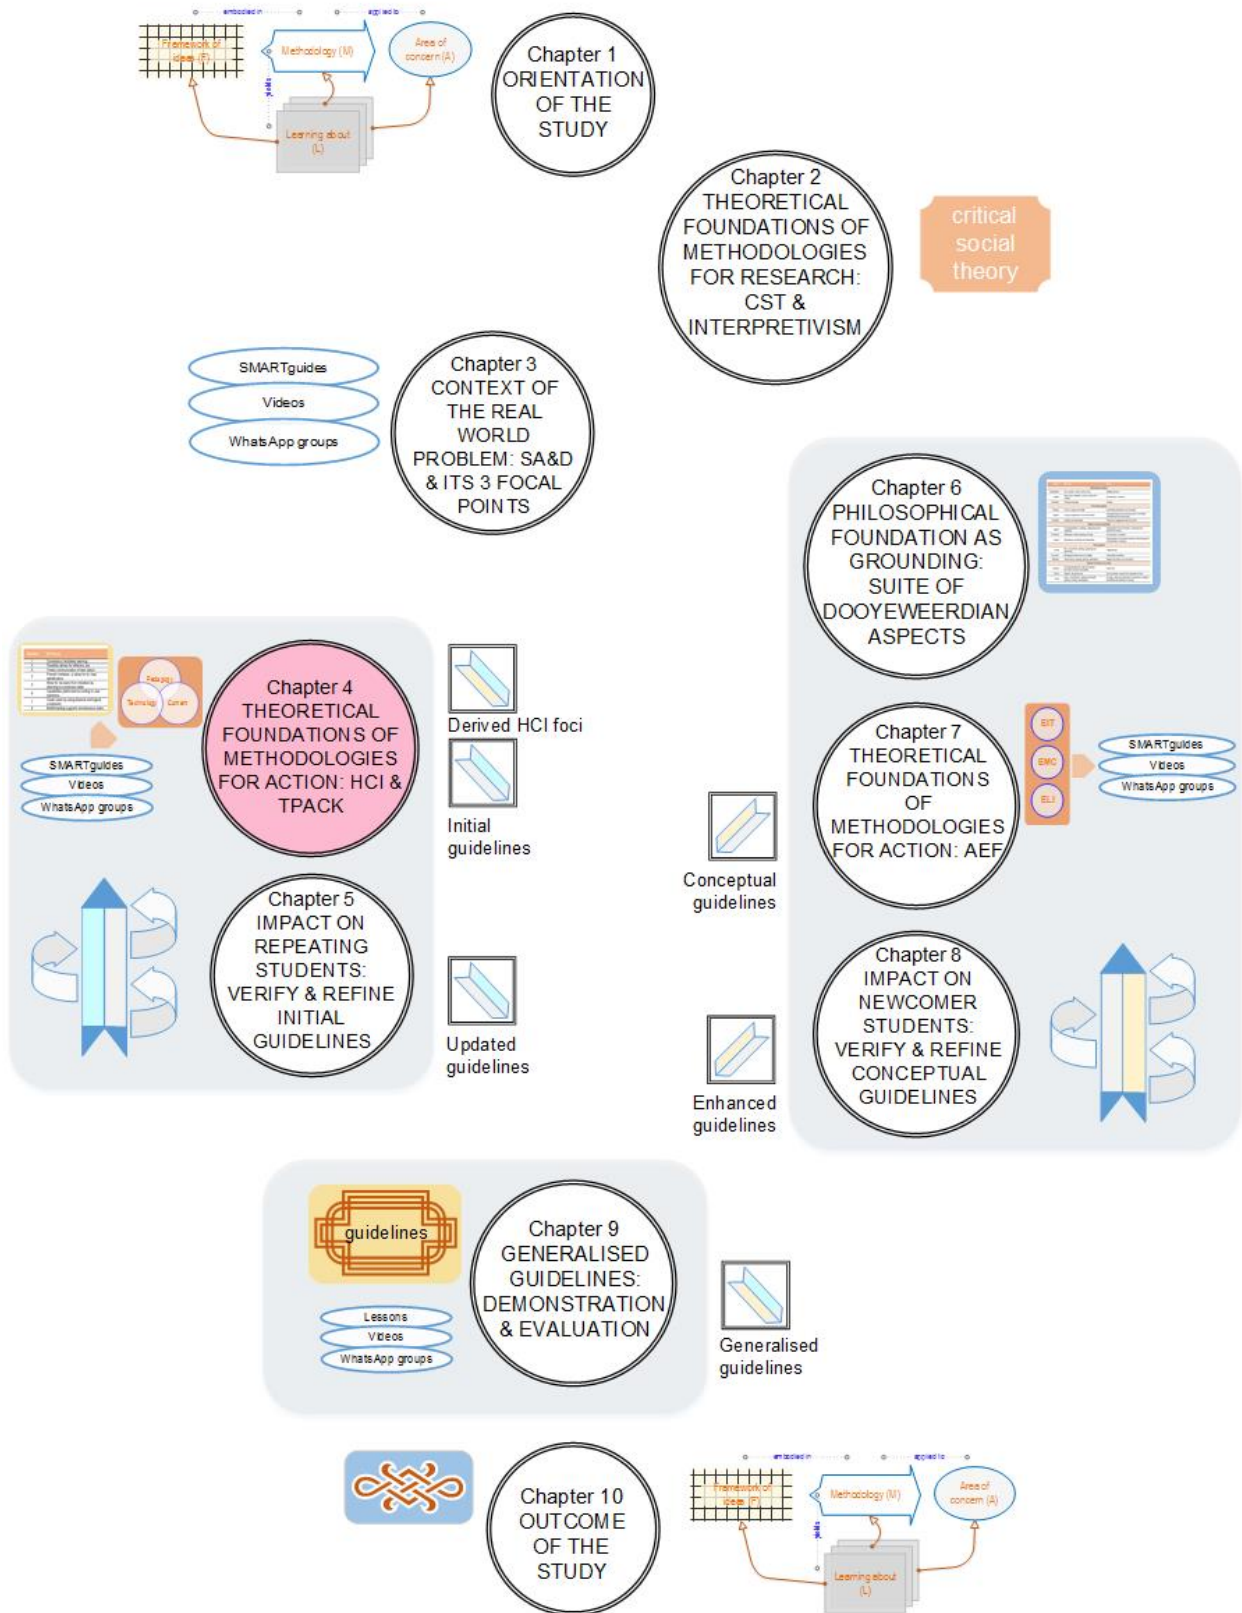 embodied in
applied to
Framework of
ideas (F)
Methodology (M)
Area of
concern (A)
yields
Learning about
(L)
Chapter 1
ORIENTATION
OF THE
STUDY
Chapter 2
THEORETICAL
FOUNDATIONS OF
METHODOLOGIES
FOR RESEARCH:
CST &
INTERPRETIVISM
critical
social
theory
SMARTguides
Videos
WhatsApp groups
Chapter 3
CONTEXT OF
THE REAL
WORLD
PROBLEM: SA&D
& ITS 3 FOCAL
POINTS
Chapter 6
PHILOSOPHICAL
FOUNDATION AS
GROUNDING:
SUITE OF
DOOYEWEERDIAN
ASPECTS
Pedagogy
Technology
Content
SMARTguides
Videos
WhatsApp groups
Chapter 4
THEORETICAL
FOUNDATIONS OF
METHODOLOGIES
FOR ACTION: HCI &
TPACK
Derived HCI foci
Initial
guidelines
Chapter 7
THEORETICAL
FOUNDATIONS
OF
METHODOLOGIES
FOR ACTION: AEF
EIT
EMC
ELI
SMARTguides
Videos
WhatsApp groups
Conceptual
guidelines
Chapter 5
IMPACT ON
REPEATING
STUDENTS:
VERIFY & REFINE
INITIAL
GUIDELINES
Updated
guidelines
Chapter 8
IMPACT ON
NEWCOMER
STUDENTS:
VERIFY & REFINE
CONCEPTUAL
GUIDELINES
Enhanced
guidelines
guidelines
Lessons
Videos
WhatsApp groups
Chapter 9
GENERALISED
GUIDELINES:
DEMONSTRATION
& EVALUATION
Generalised
guidelines
Chapter 10
OUTCOME
OF THE
STUDY
embodied in
applied to
Framework of
ideas (F)
Methodology (M)
Area of
concern (A)
yields
Learning about
(L)